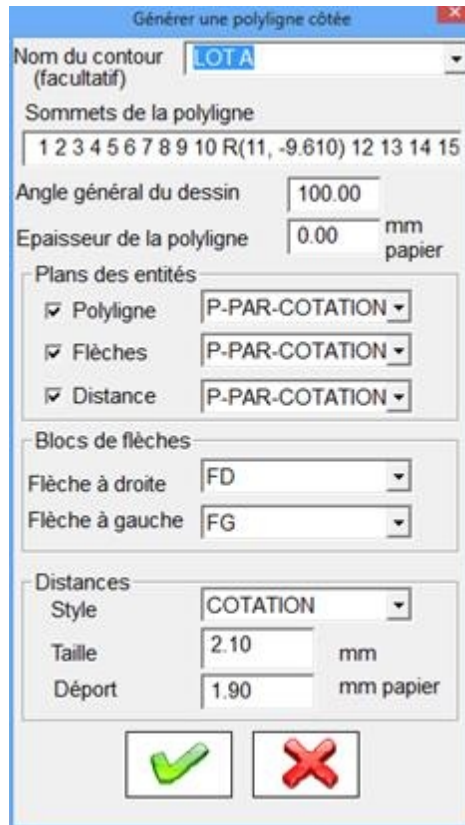 Générer une polyligne côtée
Nom du contour LOT A
(facultatif)
Sommets de la polyligne
1 2 3 4 5 6 7 8 9 10 R(11, -9.610) 12 13 14 15
Angle général du dessin 100.00
Epaisseur de la polyligne 0.00 mm papier
Plans des entités
Polyligne P-PAR-COTATION
Flèches P-PAR-COTATION
Distance P-PAR-COTATION
Blocs de flèches
Flèche à droite FD
Flèche à gauche FG
Distances
Style COTATION
Taille 2.10 mm
Déport 1.90 mm papier